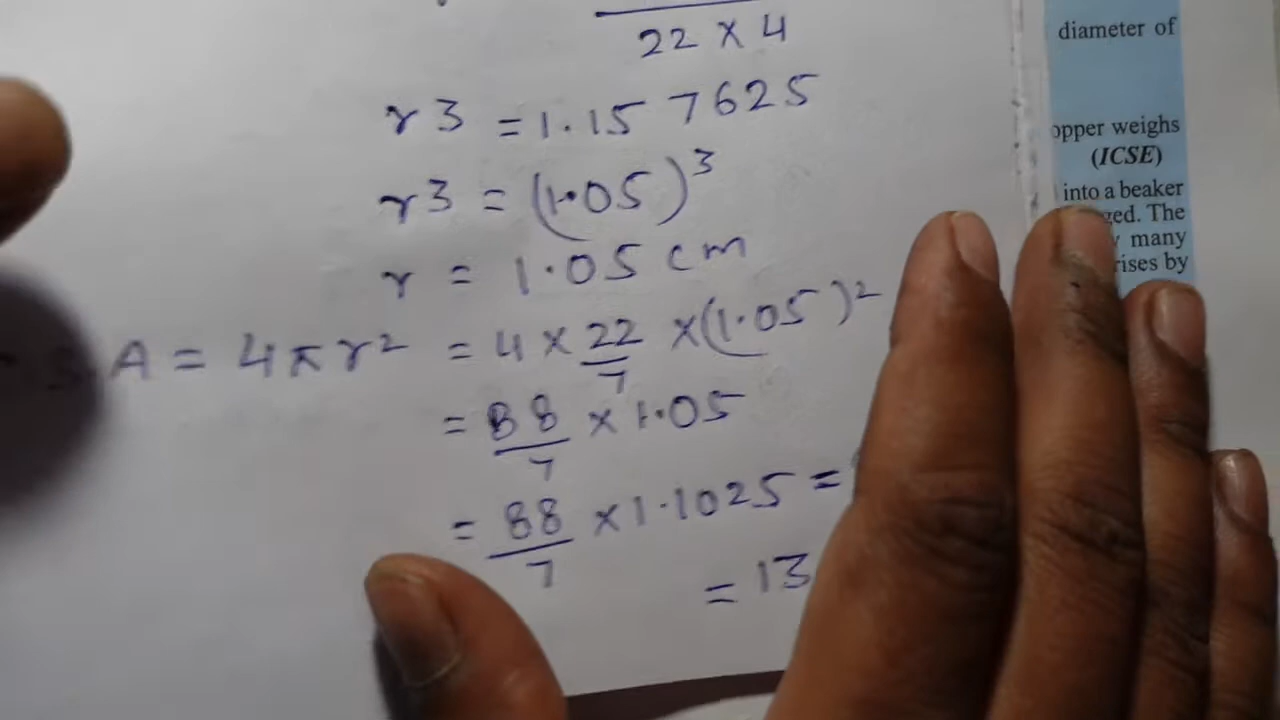 22 × 4
r3 = 1.157625
r3 = (1.05)^3
r = 1.05 cm
A = 4πr² = 4 × 22/7 × (1.05)²
= 88/7 × 1.05
= 88/7 × 1.1025 =
= 13
diameter of
opper weighs
(ICSE)
into a beaker
ged. The
many
rises by